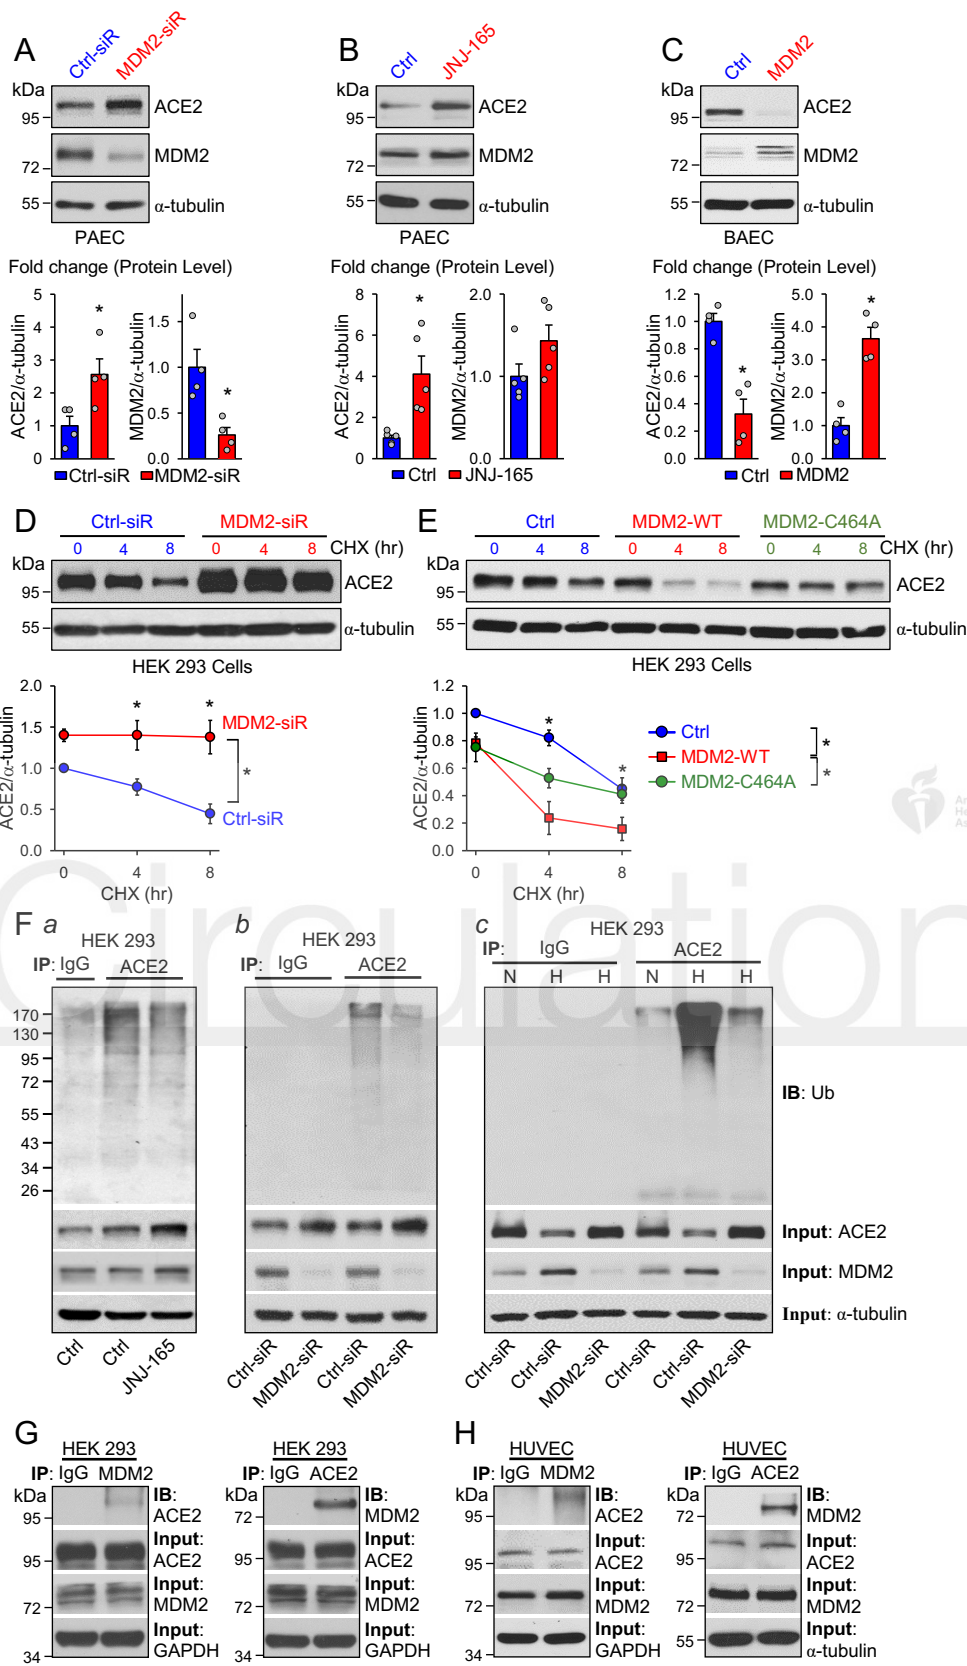 A
Ctrl-siR
MDM2-siR
kDa
95
ACE2
72
MDM2
55
α-tubulin
PAEC
Fold change (Protein Level)
ACE2/α-tubulin
5
4
3
2
1
0
*
MDM2/α-tubulin
1.5
1.0
0.5
0.0
*
Ctrl-siR MDM2-siR
B
Ctrl
JNJ-165
kDa
95
ACE2
72
MDM2
55
α-tubulin
PAEC
Fold change (Protein Level)
ACE2/α-tubulin
8
6
4
2
0
*
MDM2/α-tubulin
2.0
1.0
0.0
Ctrl JNJ-165
C
Ctrl
MDM2
kDa
95
ACE2
72
MDM2
55
α-tubulin
BAEC
Fold change (Protein Level)
ACE2/α-tubulin
1.2
1.0
0.8
0.6
0.4
0.2
0.0
*
MDM2/α-tubulin
5.0
4.0
3.0
2.0
1.0
0.0
*
Ctrl MDM2
D
Ctrl-siR MDM2-siR
0 4 8 0 4 8 CHX (hr)
kDa
95
ACE2
55
α-tubulin
HEK 293 Cells
ACE2/α-tubulin
2.0
1.5
1.0
0.5
0.0
* *
MDM2-siR
*
Ctrl-siR
0 4 8
CHX (hr)
E
Ctrl MDM2-WT MDM2-C464A
0 4 8 0 4 8 0 4 8 CHX (hr)
kDa
95
ACE2
55
α-tubulin
HEK 293 Cells
ACE2/α-tubulin
1.2
1.0
0.8
0.6
0.4
0.2
0.0
*
*
0 4 8
CHX (hr)
Ctrl
MDM2-WT
MDM2-C464A
*
*
Circulation
F
a
HEK 293
IP: IgG ACE2
170
130
95
72
55
43
34
26
Ctrl
Ctrl
JNJ-165
b
HEK 293
IP: IgG ACE2
Ctrl-siR
MDM2-siR
Ctrl-siR
MDM2-siR
c
HEK 293
IP: IgG ACE2
N H H N H H
IB: Ub
Input: ACE2
Input: MDM2
Input: α-tubulin
Ctrl-siR
Ctrl-siR
MDM2-siR
Ctrl-siR
Ctrl-siR
MDM2-siR
G
HEK 293
IP: IgG MDM2
kDa
95
IB:
ACE2
95
Input:
ACE2
72
Input:
MDM2
34
Input:
GAPDH
HEK 293
IP: IgG ACE2
kDa
72
IB:
MDM2
95
Input:
ACE2
72
Input:
MDM2
34
Input:
GAPDH
H
HUVEC
IP: IgG MDM2
kDa
95
IB:
ACE2
95
Input:
ACE2
72
Input:
MDM2
34
Input:
GAPDH
HUVEC
IP: IgG ACE2
kDa
72
IB:
MDM2
95
Input:
ACE2
72
Input:
MDM2
55
Input:
α-tubulin